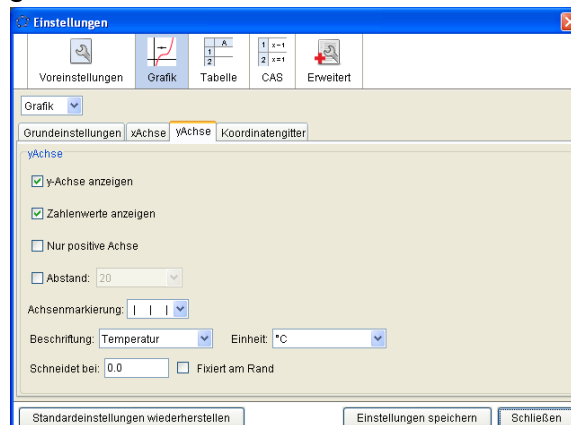 Einstellungen
Voreinstellungen Grafik Tabelle CAS Erweitert
Grafik
Grundeinstellungen xAchse yAchse Koordinatengitter
yAchse
y-Achse anzeigen
Zahlenwerte anzeigen
Nur positive Achse
Abstand: 20
Achsenmarkierung: | | |
Beschriftung: Temperatur Einheit: °C
Schneidet bei: 0.0 Fixiert am Rand
Standardeinstellungen wiederherstellen Einstellungen speichern Schließen